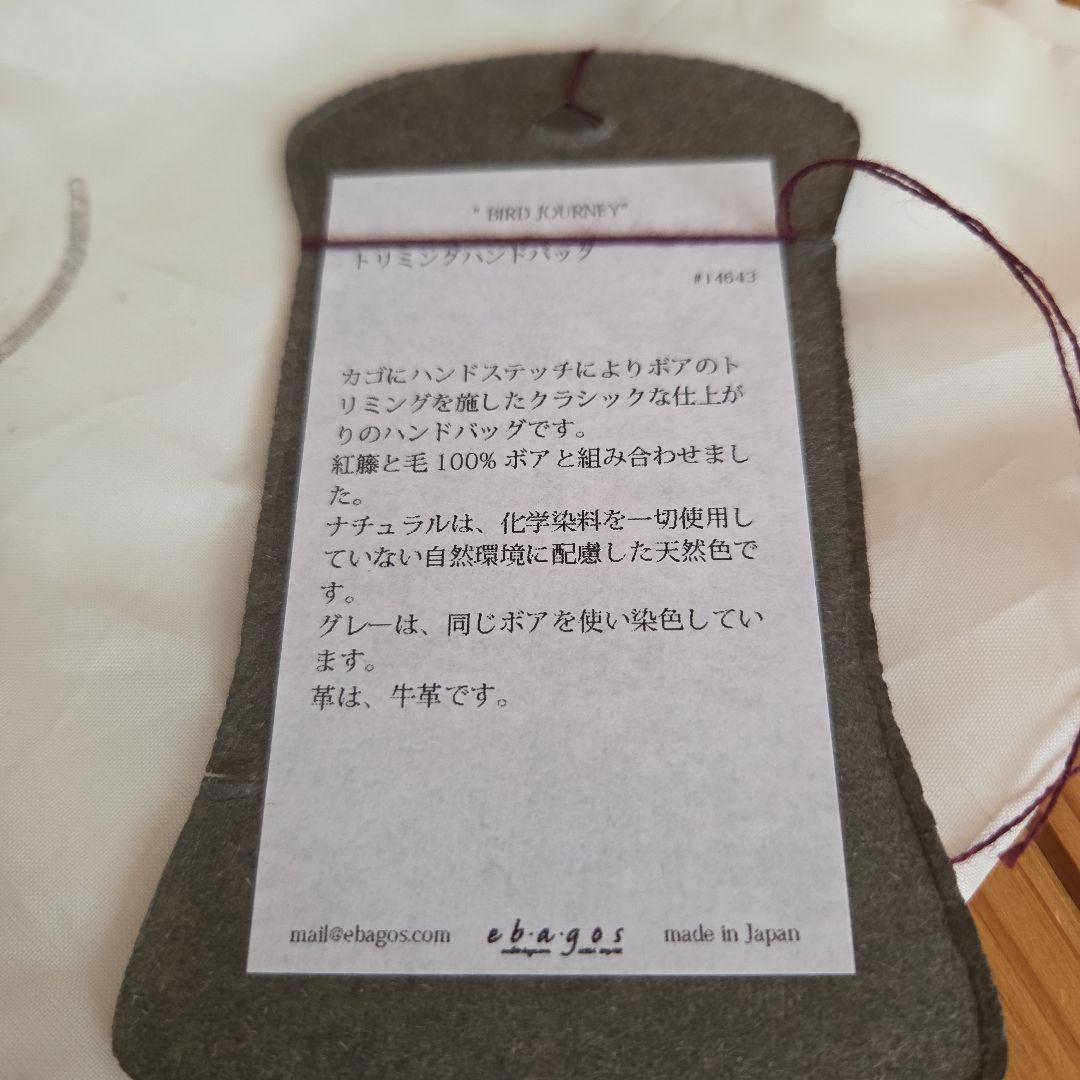 " BIRD JOURNEY"
トリミングハンドバッグ
#14643
カゴにハンドステッチによりボアのト
リミングを施したクラシックな仕上が
りのハンドバッグです。
紅籐と毛100%ボアと組み合わせまし
た。
ナチュラルは、化学染料を一切使用し
ていない自然環境に配慮した天然色で
す。
グレーは、同じボアを使い染色してい
ます。
革は、牛革です。
mail@ebagos.com
eb·a·gos
made in Japan